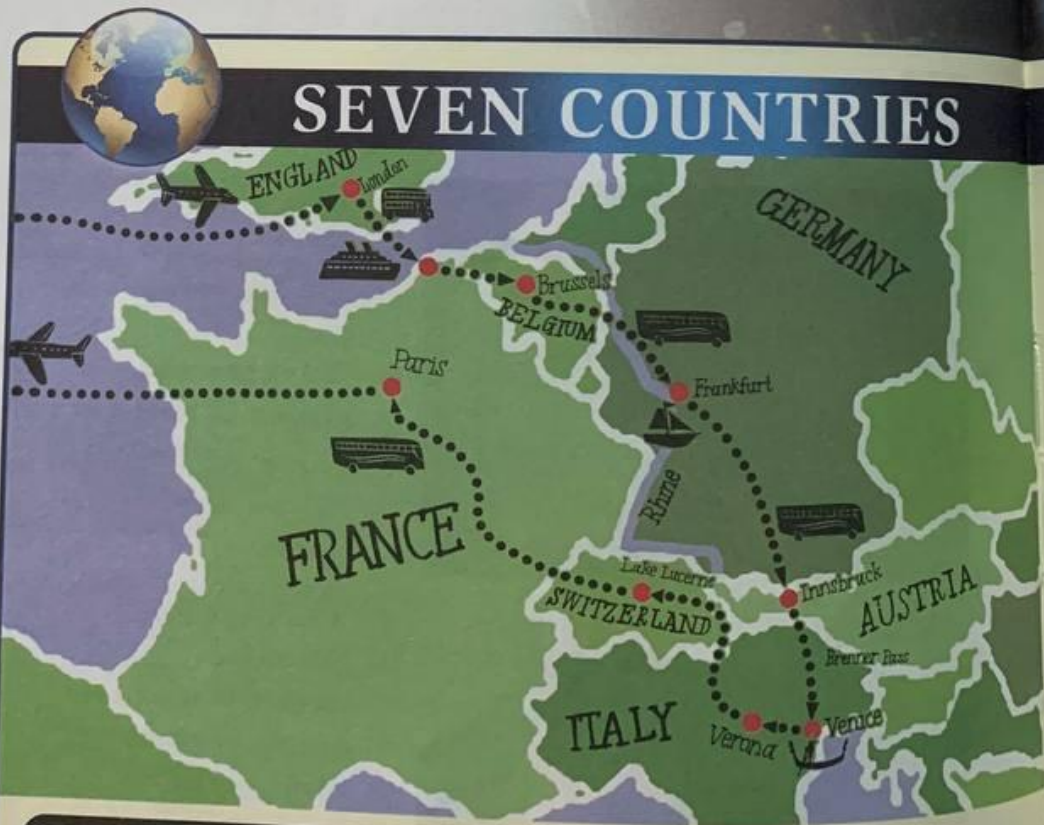 SEVEN COUNTRIES
ENGLAND
London
GERMANY
Brussels
BELGIUM
Paris
Frankfurt
Rhine
FRANCE
Lake Lucerne
SWITZERLAND
Innsbruck
AUSTRIA
Brenner Pass
ITALY
Verona
Venice